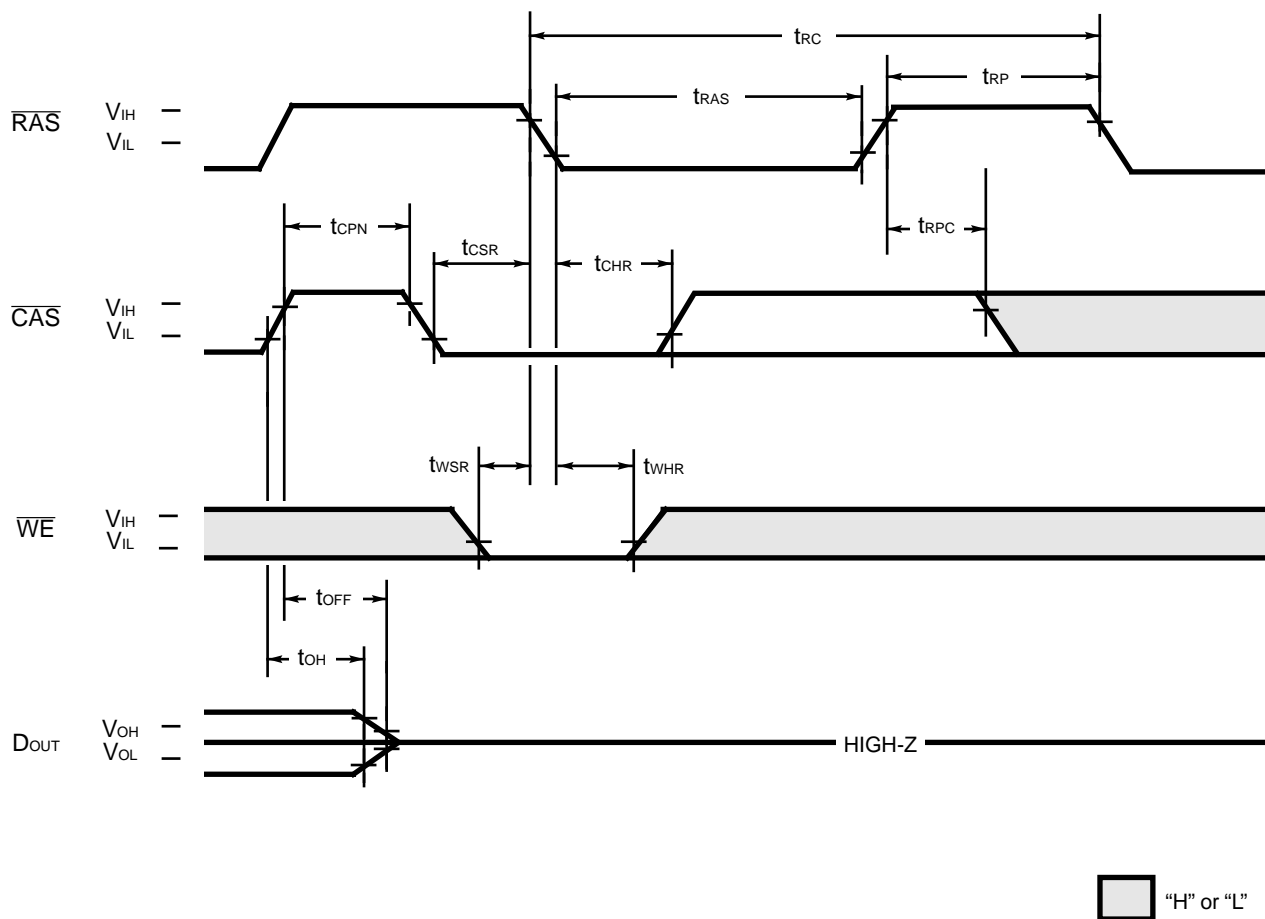 tRC
tRP
tRAS
RAS
VIH
VIL
tCPN
tCSR
tCHR
tRPC
CAS
VIH
VIL
tWSR
tWHR
WE
VIH
VIL
tOFF
tOH
DOUT
VOH
VOL
HIGH-Z
“H” or “L”